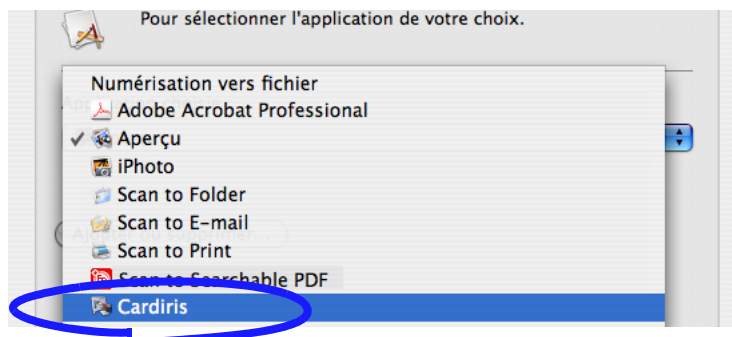 Pour sélectionner l'application de votre choix.
Numérisation vers fichier
Adobe Acrobat Professional
Aperçu
iPhoto
Scan to Folder
Scan to E-mail
Scan to Print
Scan to Searchable PDF
Cardiris